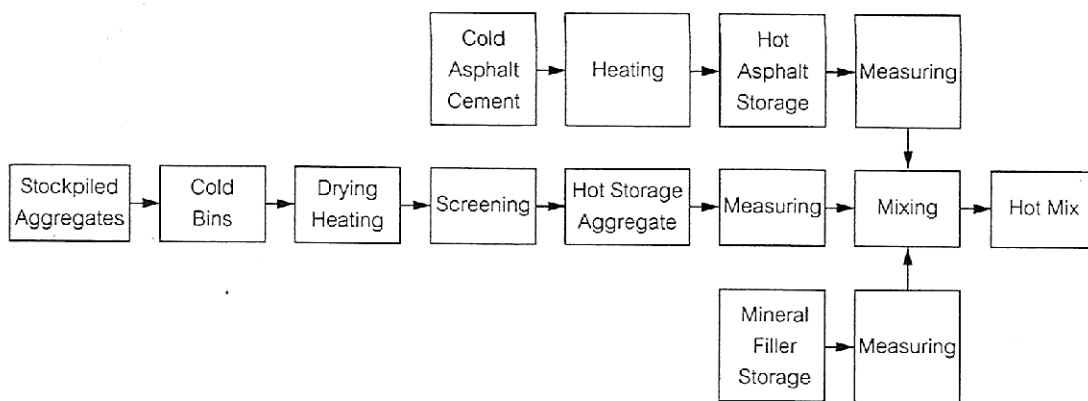 Cold
Asphalt
Cement
Heating
Hot
Asphalt
Storage
Measuring
Stockpiled
Aggregates
Cold
Bins
Drying
Heating
Screening
Hot Storage
Aggregate
Measuring
Mixing
Hot Mix
Mineral
Filler
Storage
Measuring